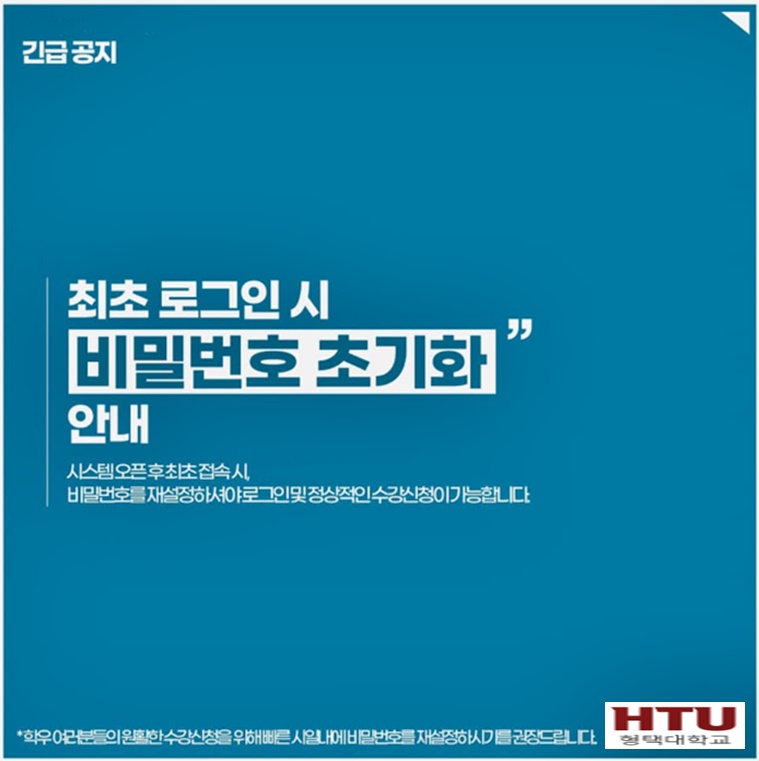 긴급 공지
최초 로그인 시
비밀번호 초기화
”
안내
시스템 오픈 후 최초 접속 시,
비밀번호를 재설정하셔야 로그인 및 정상적인 수강신청이 가능합니다.
*학우 여러분들의 원활한 수강신청을 위해 빠른 시일내에 비밀번호를 재설정하시기를 권장드립니다.
HTU
형택대학교